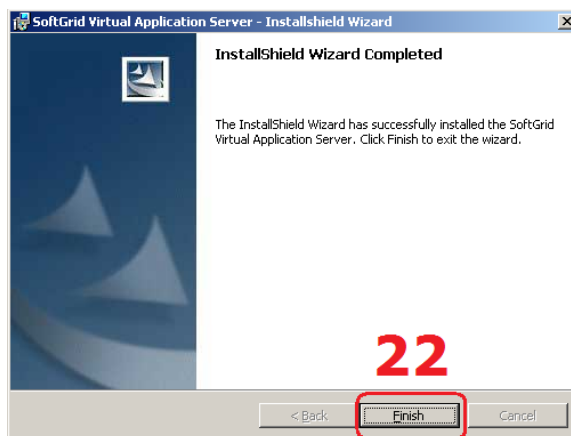 SoftGrid Virtual Application Server - Installshield Wizard
InstallShield Wizard Completed
The InstallShield Wizard has successfully installed the SoftGrid
Virtual Application Server. Click Finish to exit the wizard.
22
< Back
Finish
Cancel